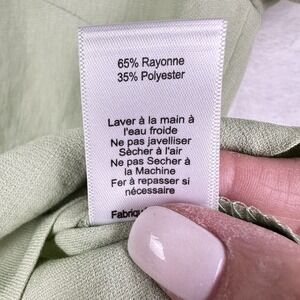 65% Rayonne
35% Polyester
Laver à la main à
l'eau froide
Ne pas javelliser
Sècher à l'air
Ne pas Secher à
la Machine
Fer à repasser si
nécessaire